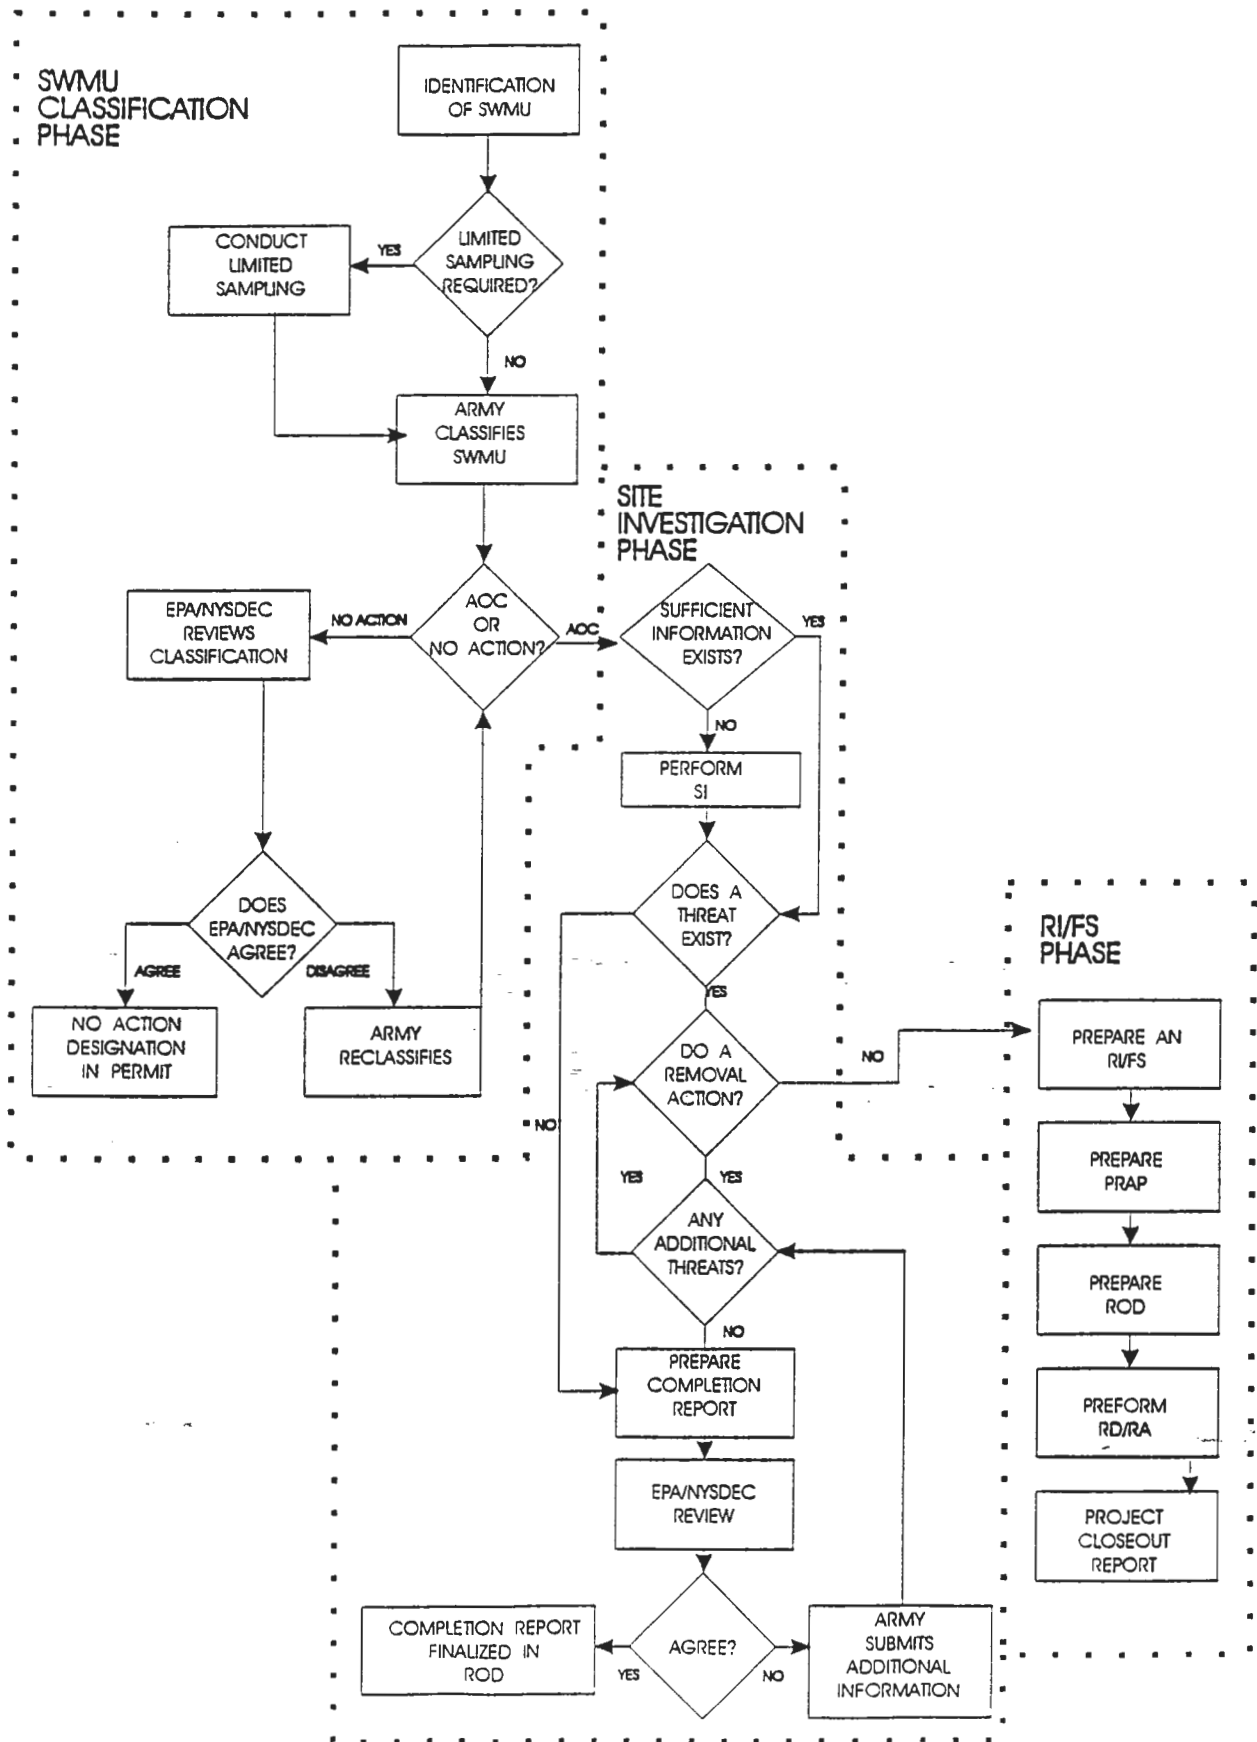 SWMU
CLASSIFICATION
PHASE
IDENTIFICATION
OF SWMU
LIMITED
SAMPLING
REQUIRED?
YES
CONDUCT
LIMITED
SAMPLING
NO
ARMY
CLASSIFIES
SWMU
AOC
OR
NO ACTION?
NO ACTION
EPA/NYSDEC
REVIEWS
CLASSIFICATION
DOES
EPA/NYSDEC
AGREE?
AGREE
DISAGREE
NO ACTION
DESIGNATION
IN PERMIT
ARMY
RECLASSIFIES
AOC
SITE
INVESTIGATION
PHASE
SUFFICIENT
INFORMATION
EXISTS?
YES
NO
PERFORM
SI
DOES A
THREAT
EXIST?
YES
NO
DO A
REMOVAL
ACTION?
NO
YES
YES
ANY
ADDITIONAL
THREATS?
NO
PREPARE
COMPLETION
REPORT
EPA/NYSDEC
REVIEW
AGREE?
YES
NO
COMPLETION REPORT
FINALIZED IN
ROD
ARMY
SUBMITS
ADDITIONAL
INFORMATION
RI/FS
PHASE
PREPARE AN
RI/FS
PREPARE
PRAP
PREPARE
ROD
PREFORM
RD/RA
PROJECT
CLOSEOUT
REPORT